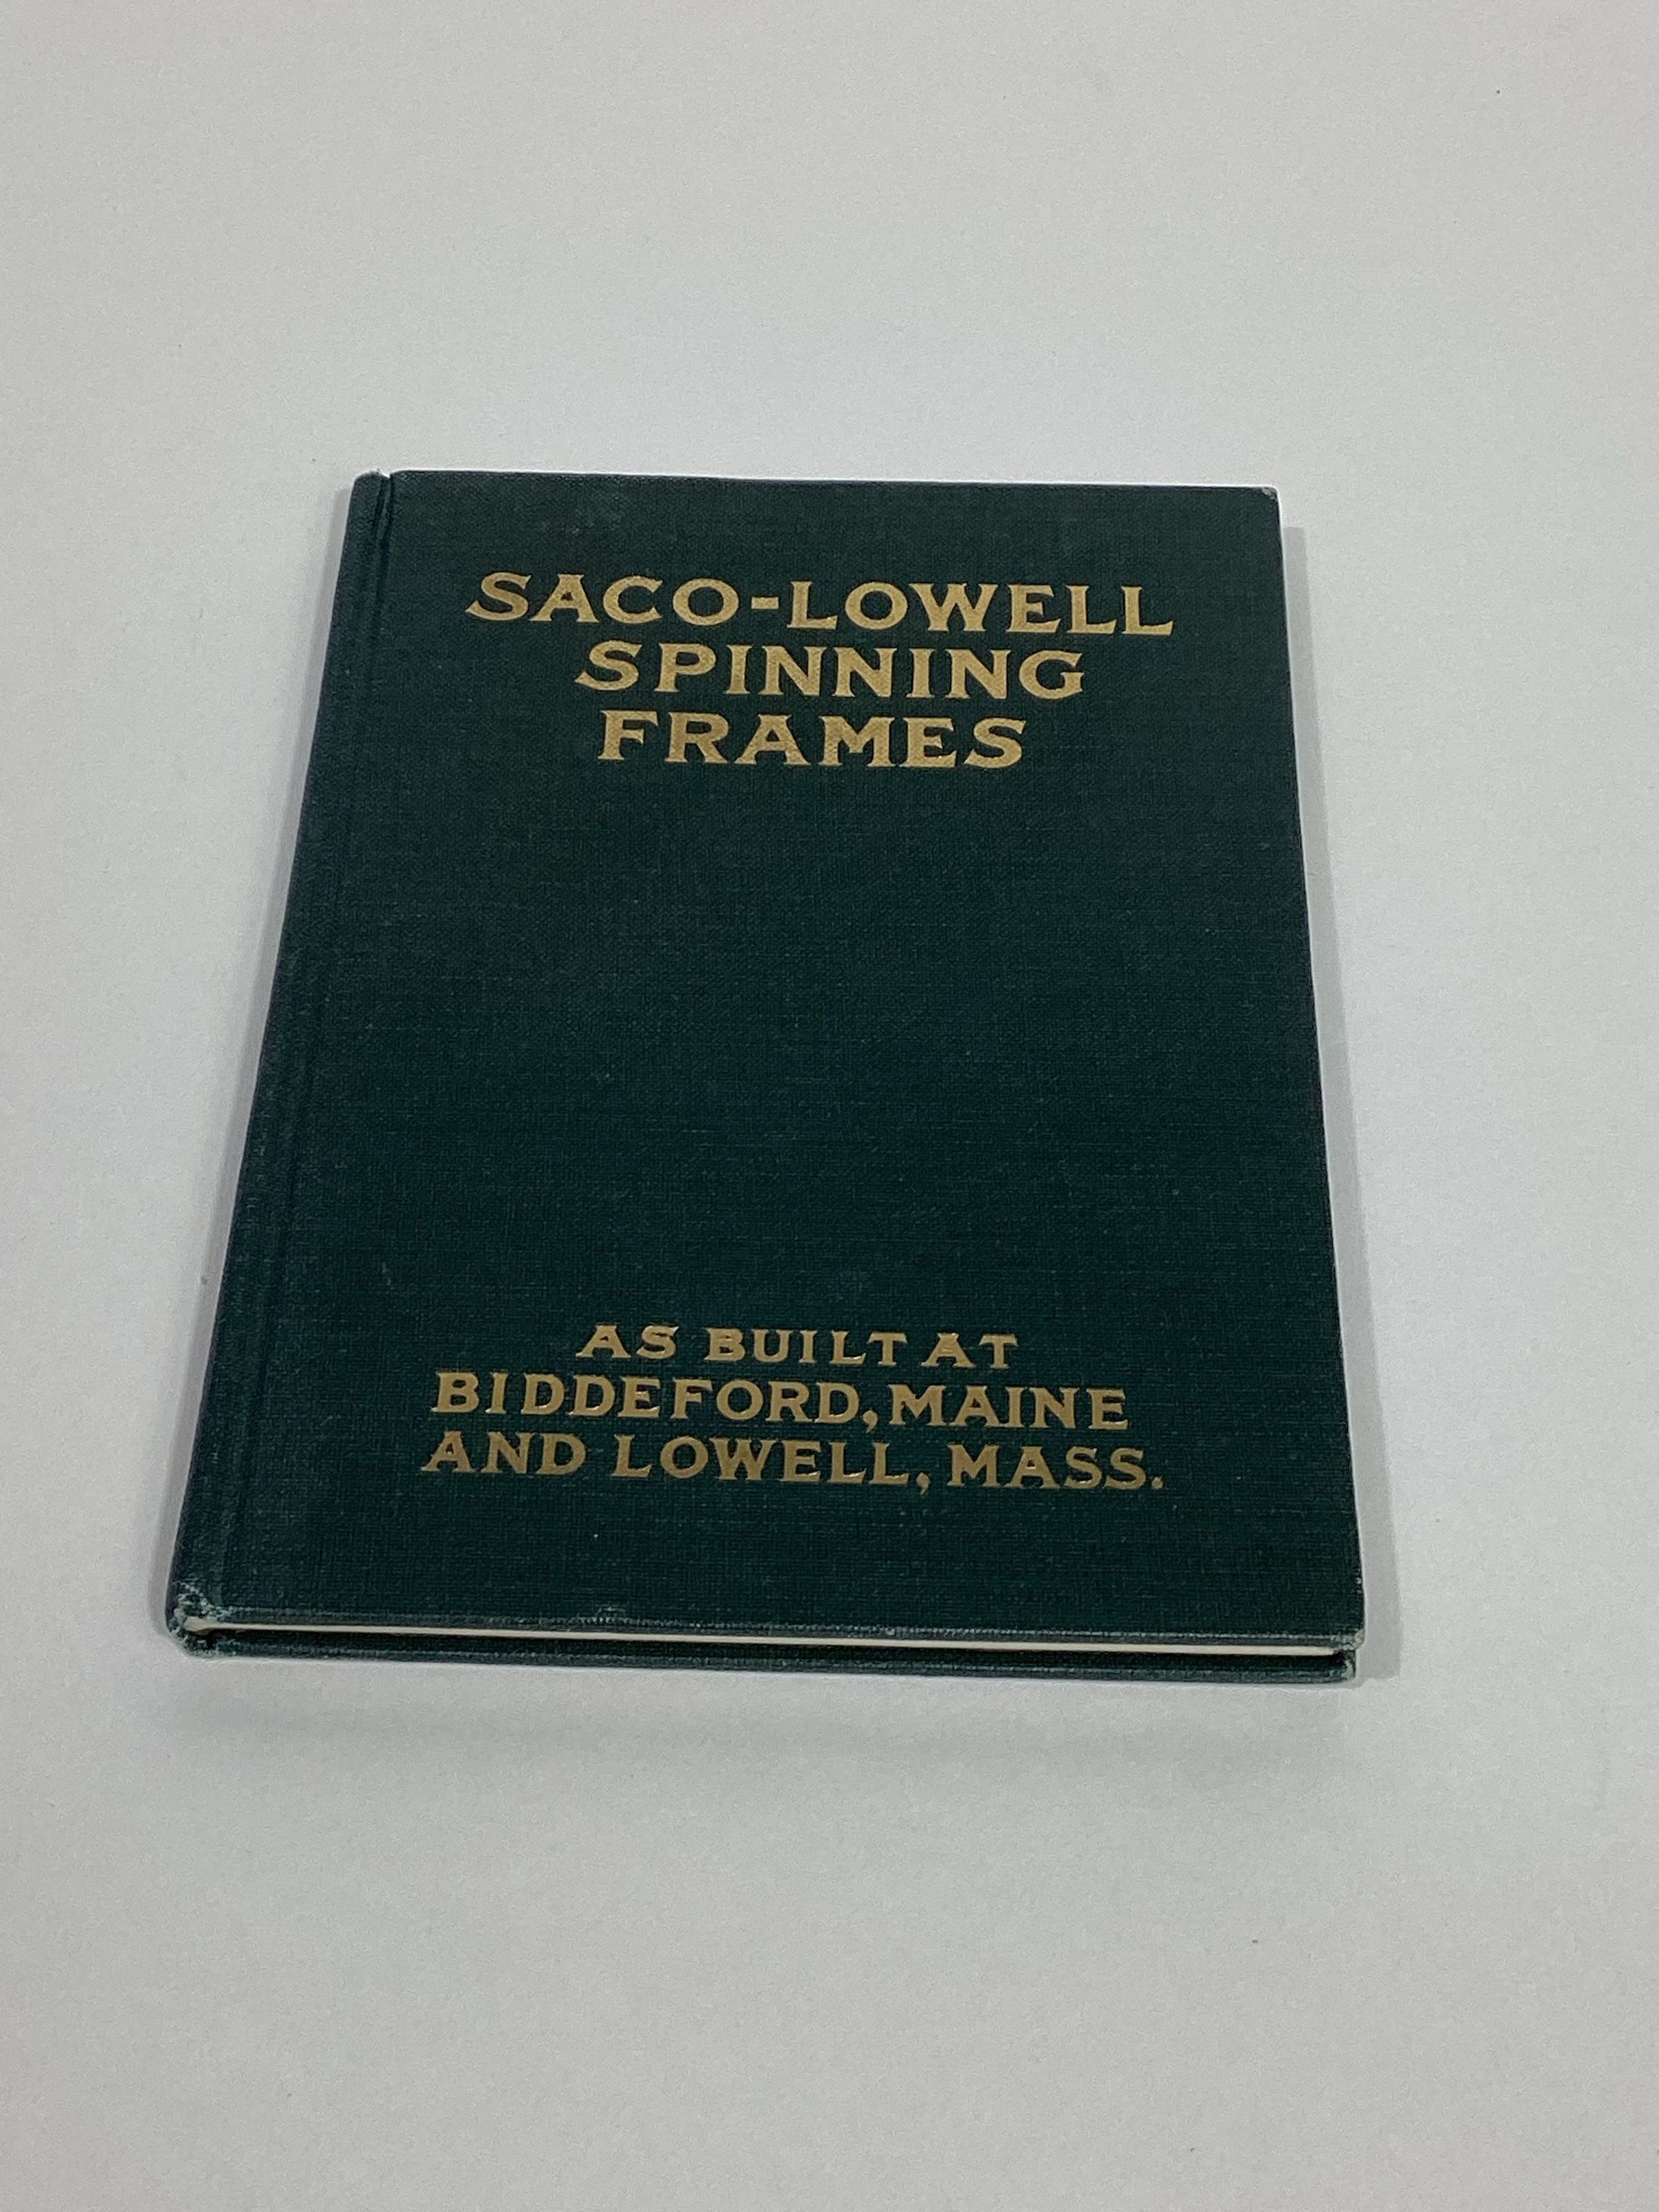 SACO-LOWELL
SPINNING
FRAMES
AS BUILT AT
BIDDEFORD, MAINE
AND LOWELL, MASS.